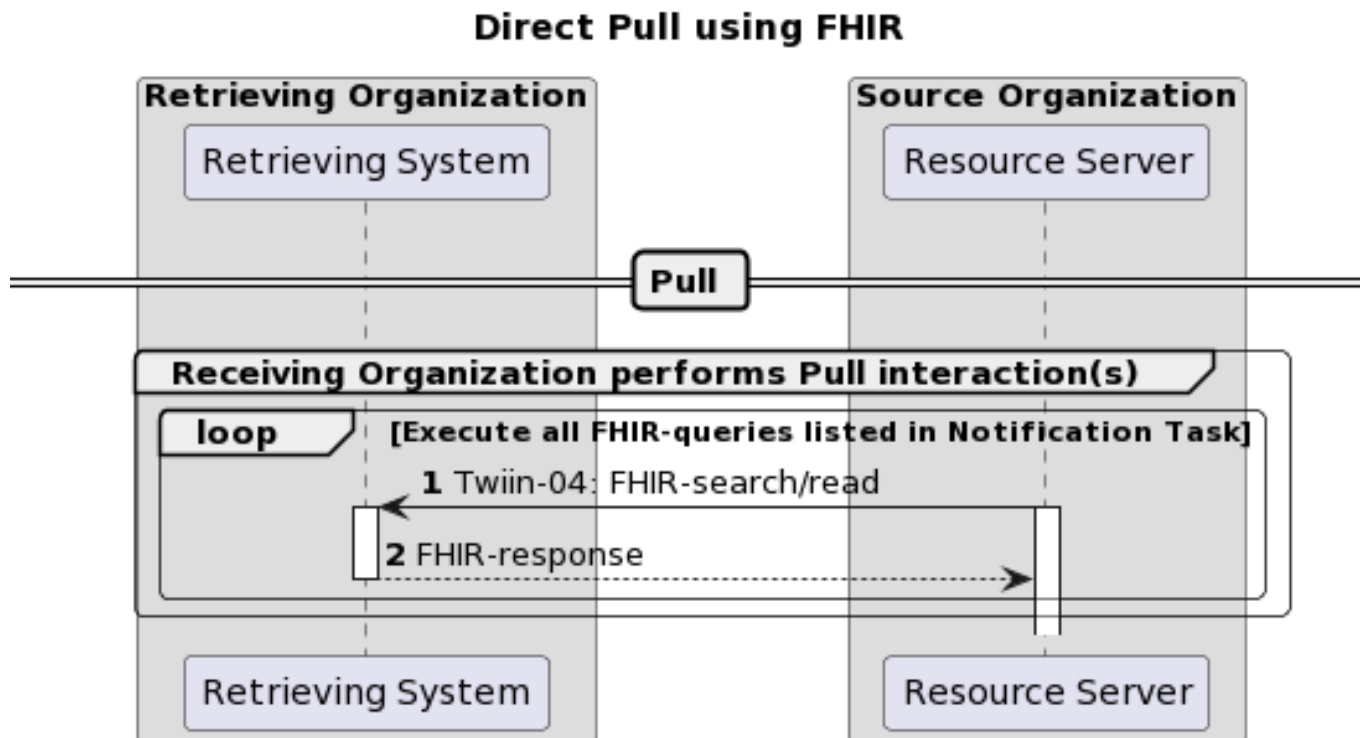 Direct Pull using FHIR
Retrieving Organization
Source Organization
Retrieving System
Resource Server
Pull
Receiving Organization performs Pull interaction(s)
loop
[Execute all FHIR-queries listed in Notification Task]
1 Twiin-04: FHIR-search/read
2 FHIR-response
Retrieving System
Resource Server